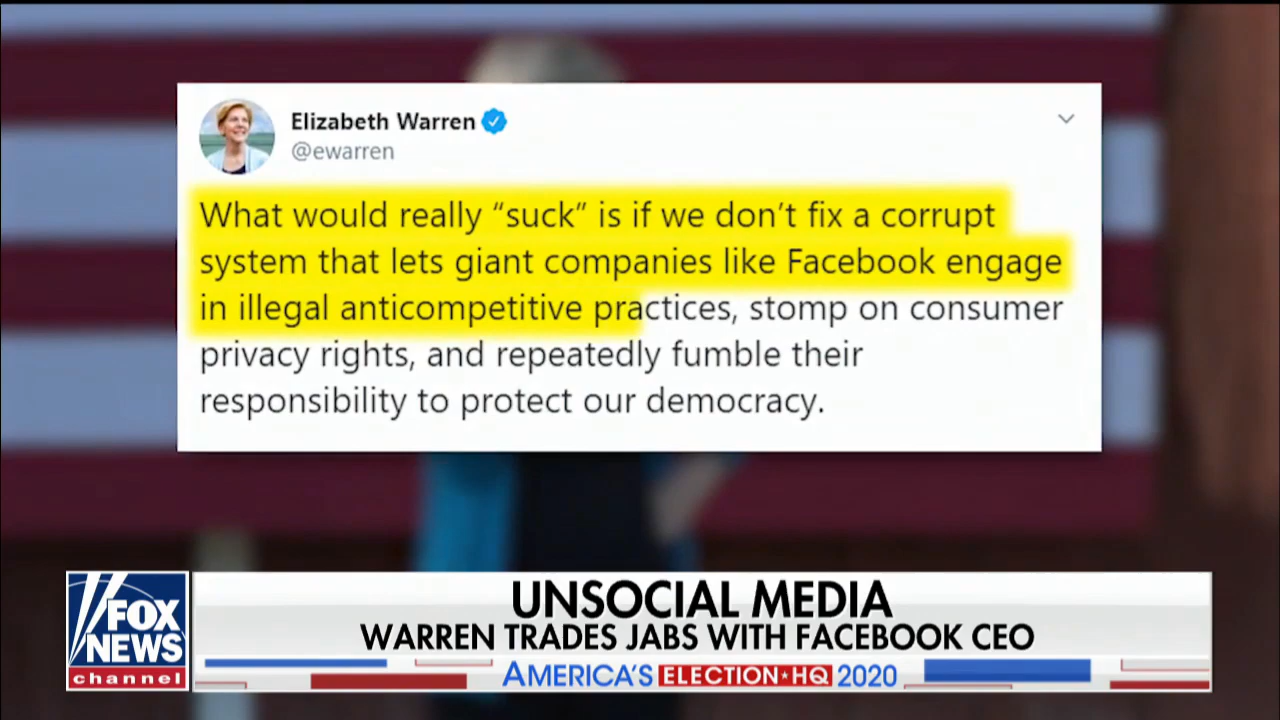 Elizabeth Warren
@ewarren
What would really “suck” is if we don’t fix a corrupt
system that lets giant companies like Facebook engage
in illegal anticompetitive practices, stomp on consumer
privacy rights, and repeatedly fumble their
responsibility to protect our democracy.
FOX
NEWS
channel
UNSOCIAL MEDIA
WARREN TRADES JABS WITH FACEBOOK CEO
AMERICA'S ELECTION HQ 2020